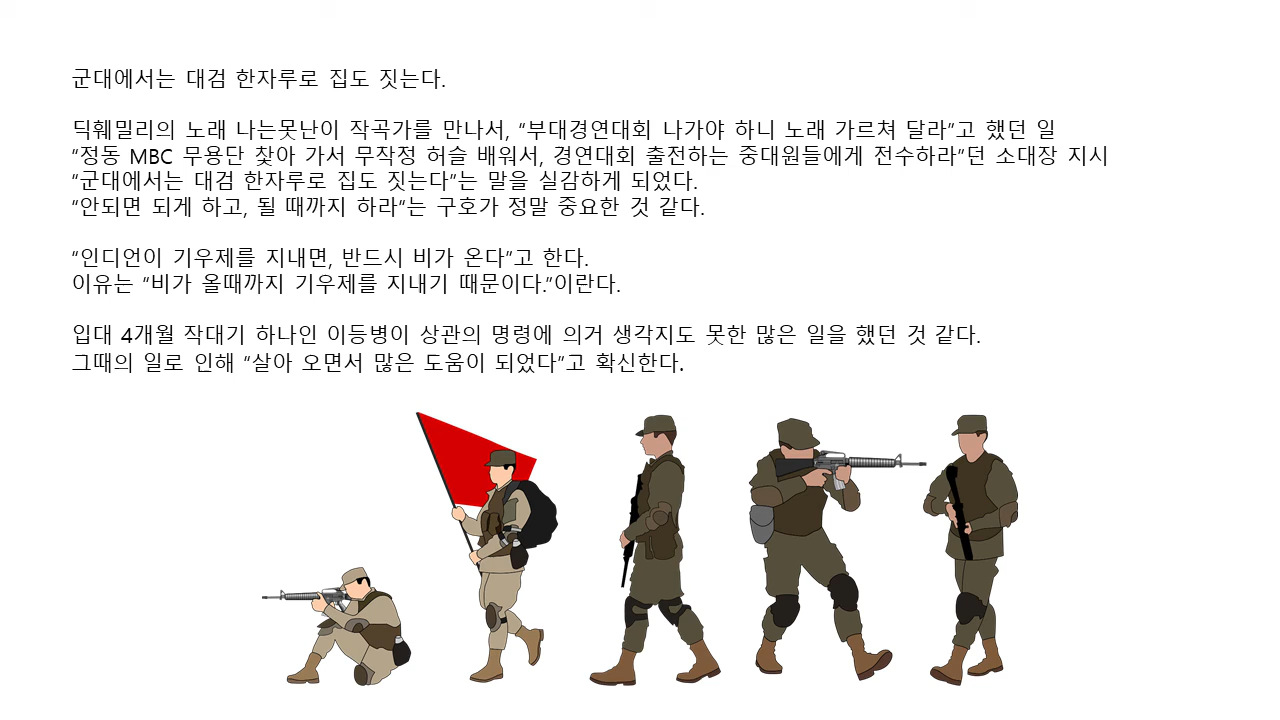 군대에서는 대검 한자루로 집도 짓는다.
딕훼밀리의 노래 나는못난이 작곡가를 만나서, “부대경연대회 나가야 하니 노래 가르쳐 달라”고 했던 일
“정동 MBC 무용단 찾아 가서 무작정 허슬 배워서, 경연대회 출전하는 중대원들에게 전수하라”던 소대장 지시
“군대에서는 대검 한자루로 집도 짓는다”는 말을 실감하게 되었다.
“안되면 되게 하고, 될 때까지 하라“는 구호가 정말 중요한 것 같다.
“인디언이 기우제를 지내면, 반드시 비가 온다”고 한다.
이유는 “비가 올때까지 기우제를 지내기 때문이다.”이란다.
입대 4개월 작대기 하나인 이등병이 상관의 명령에 의거 생각지도 못한 많은 일을 했던 것 같다.
그때의 일로 인해 “살아 오면서 많은 도움이 되었다”고 확신한다.